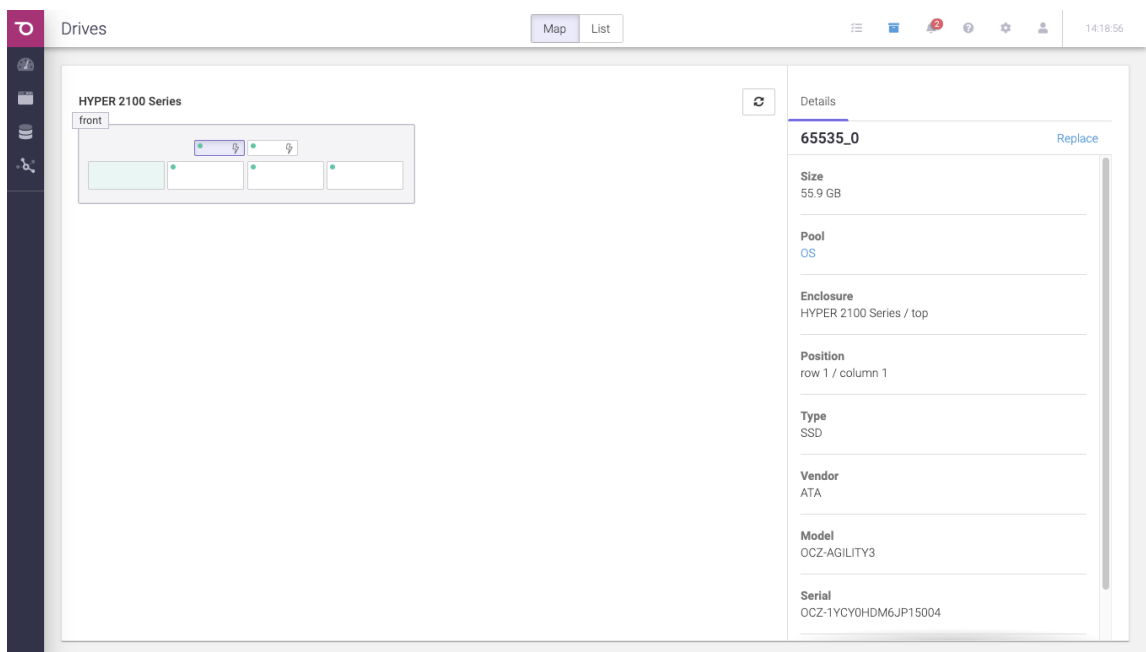 Drives
Map
List
2
14:18:56
HYPER 2100 Series
front
Details
65535_0
Replace
Size
55.9 GB
Pool
OS
Enclosure
HYPER 2100 Series / top
Position
row 1 / column 1
Type
SSD
Vendor
ATA
Model
OCZ-AGILITY3
Serial
OCZ-1YCY0HDM6JP15004